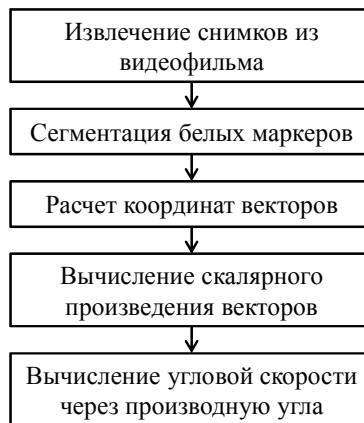 Извлечение снимков из
видеофильма
Сегментация белых маркеров
Расчет координат векторов
Вычисление скалярного
произведения векторов
Вычисление угловой скорости
через производную угла